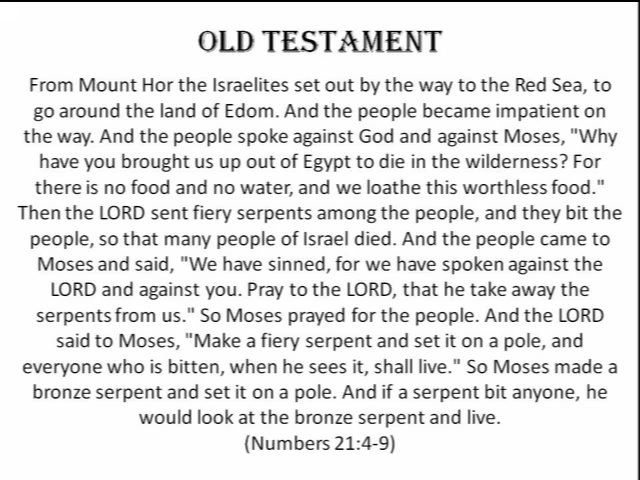 OLD TESTAMENT
From Mount Hor the Israelites set out by the way to the Red Sea, to
go around the land of Edom. And the people became impatient on
the way. And the people spoke against God and against Moses, "Why
have you brought us up out of Egypt to die in the wilderness? For
there is no food and no water, and we loathe this worthless food."
Then the LORD sent fiery serpents among the people, and they bit the
people, so that many people of Israel died. And the people came to
Moses and said, "We have sinned, for we have spoken against the
LORD and against you. Pray to the LORD, that he take away the
serpents from us." So Moses prayed for the people. And the LORD
said to Moses, "Make a fiery serpent and set it on a pole, and
everyone who is bitten, when he sees it, shall live." So Moses made a
bronze serpent and set it on a pole. And if a serpent bit anyone, he
would look at the bronze serpent and live.
(Numbers 21:4-9)